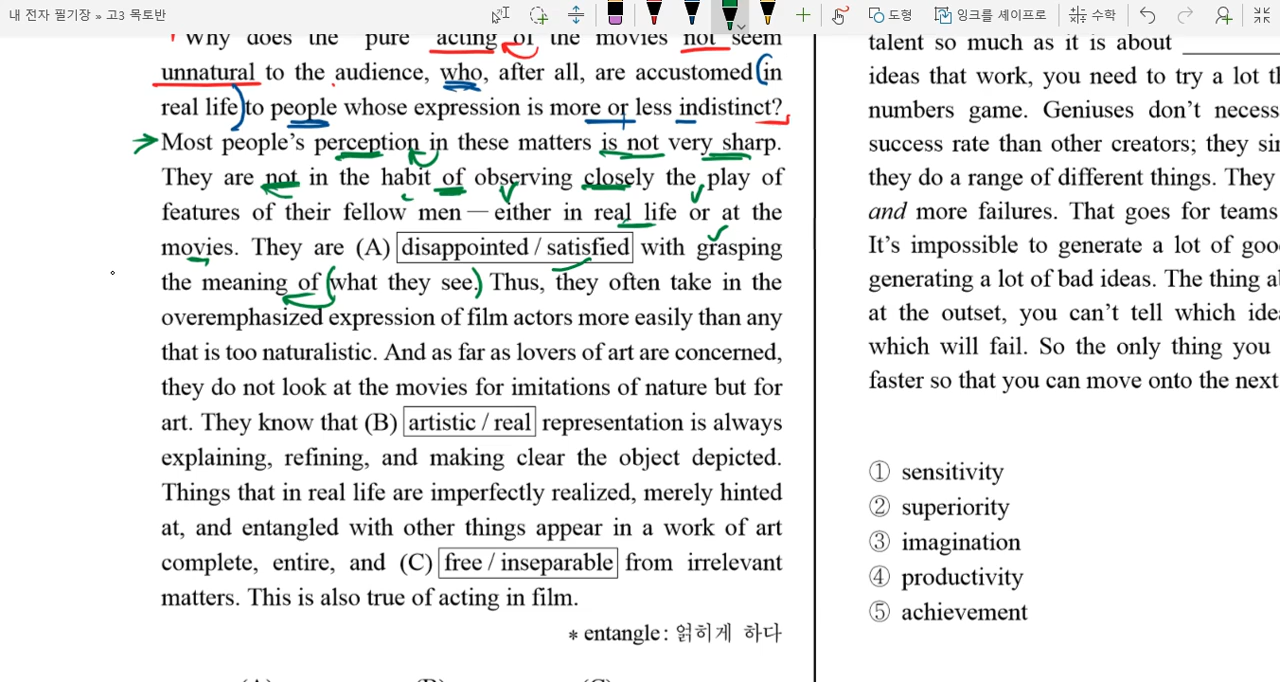 내 전자 필기장 » 고3 목토반
도형
잉크를 셰이프로
수학
Why does the pure acting of the movies not seem
unnatural to the audience, who, after all, are accustomed in
real life to people whose expression is more or less indistinct?
Most people's perception in these matters is not very sharp.
They are not in the habit of observing closely the play of
features of their fellow men — either in real life or at the
movies. They are (A) disappointed / satisfied with grasping
the meaning of what they see. Thus, they often take in the
overemphasized expression of film actors more easily than any
that is too naturalistic. And as far as lovers of art are concerned,
they do not look at the movies for imitations of nature but for
art. They know that (B) artistic / real representation is always
explaining, refining, and making clear the object depicted.
Things that in real life are imperfectly realized, merely hinted
at, and entangled with other things appear in a work of art
complete, entire, and (C) free / inseparable from irrelevant
matters. This is also true of acting in film.
* entangle: 얽히게 하다
talent so much as it is about
ideas that work, you need to try a lot
numbers game. Geniuses don't
success rate than other creators; they
they do a range of different things. They
and more failures. That goes for teams
It's impossible to generate a lot of
generating a lot of bad ideas. The thing
at the outset, you can't tell which
which will fail. So the only thing you
faster so that you can move onto the next
① sensitivity
② superiority
③ imagination
④ productivity
⑤ achievement